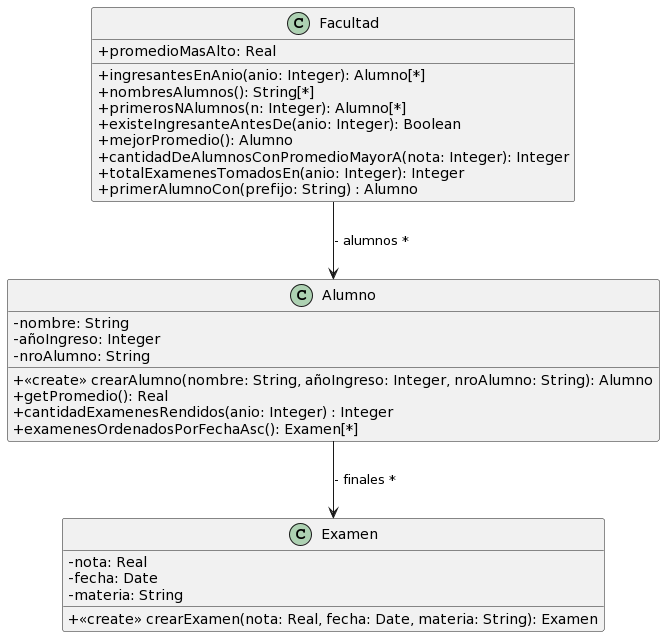 C Facultad
+promedioMasAlto: Real
+ingresantesEnAnio(anio: Integer): Alumno[*]
+nombresAlumnos(): String[*]
+primerosNAlumnos(n: Integer): Alumno[*]
+existeIngresanteAntesDe(anio: Integer): Boolean
+mejorPromedio(): Alumno
+cantidadDeAlumnosConPromedioMayorA(nota: Integer): Integer
+totalExamenesTomadosEn(anio: Integer): Integer
+primerAlumnoCon(prefijo: String) : Alumno
- alumnos *
C Alumno
-nombre: String
-añoIngreso: Integer
-nroAlumno: String
+«create» crearAlumno(nombre: String, añoIngreso: Integer, nroAlumno: String): Alumno
+getPromedio(): Real
+cantidadExamenesRendidos(anio: Integer) : Integer
+examenesOrdenadosPorFechaAsc(): Examen[*]
- finales *
C Examen
-nota: Real
-fecha: Date
-materia: String
+«create» crearExamen(nota: Real, fecha: Date, materia: String): Examen